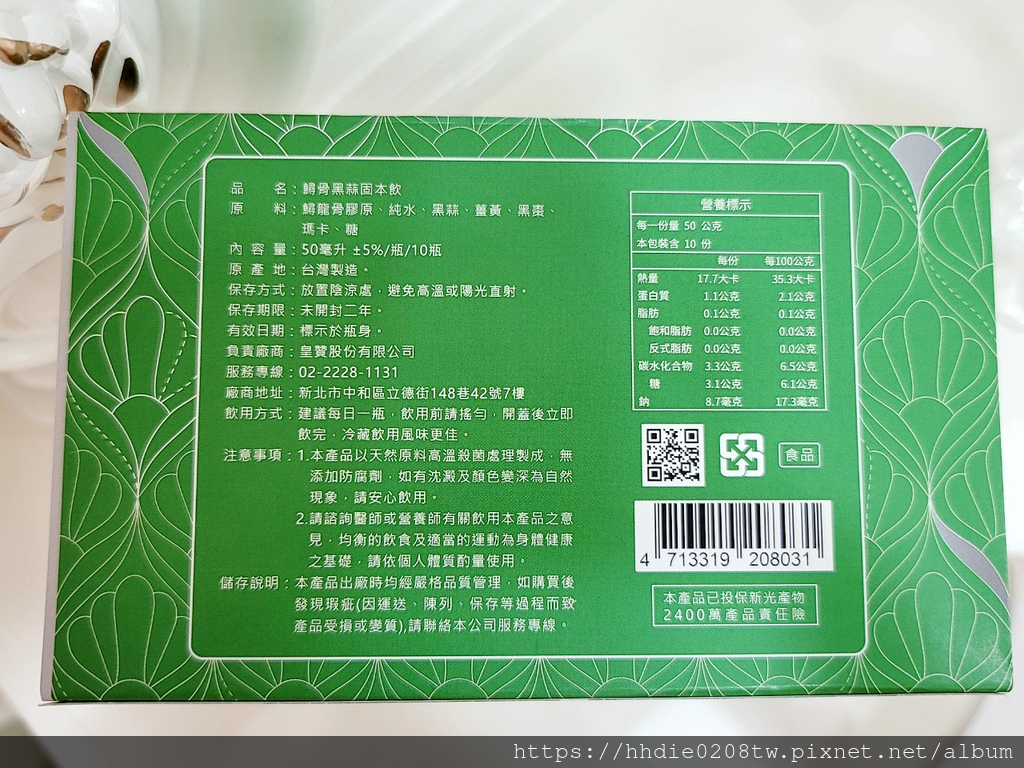 品　　名：鱘骨黑蒜固本飲
原　　料：鱘龍骨膠原、純水、黑蒜、薑黃、黑棗、
瑪卡、糖
內 容 量：50毫升 ±5%/瓶/10瓶
原 產 地：台灣製造。
保存方式：放置陰涼處，避免高溫或陽光直射。
保存期限：未開封二年。
有效日期：標示於瓶身。
負責廠商：皇贊股份有限公司
服務專線：02-2228-1131
廠商地址：新北市中和區立德街148巷42號7樓
飲用方式：建議每日一瓶，飲用前請搖勻，開蓋後立即
飲完，冷藏飲用風味更佳。
注意事項：1.本產品以天然原料高溫殺菌處理製成，無
添加防腐劑，如有沈澱及顏色變深為自然
現象，請安心飲用。
2.請諮詢醫師或營養師有關飲用本產品之意
見，均衡的飲食及適當的運動為身體健康
之基礎，請依個人體質酌量使用。
儲存說明：本產品出廠時均經嚴格品質管理，如購買後
發現瑕疵(因運送、陳列、保存等過程而致
產品受損或變質),請聯絡本公司服務專線。
營養標示
每一份量 50 公克
本包裝含 10 份
每份 每100公克
熱量 17.7大卡 35.3大卡
蛋白質 1.1公克 2.1公克
脂肪 0.1公克 0.1公克
飽和脂肪 0.0公克 0.0公克
反式脂肪 0.0公克 0.0公克
碳水化合物 3.3公克 6.5公克
糖 3.1公克 6.1公克
鈉 8.7毫克 17.3毫克
食品
4 713319 208031
本產品已投保新光產物
2400萬產品責任險
https://hhdie0208tw.pixnet.net/album